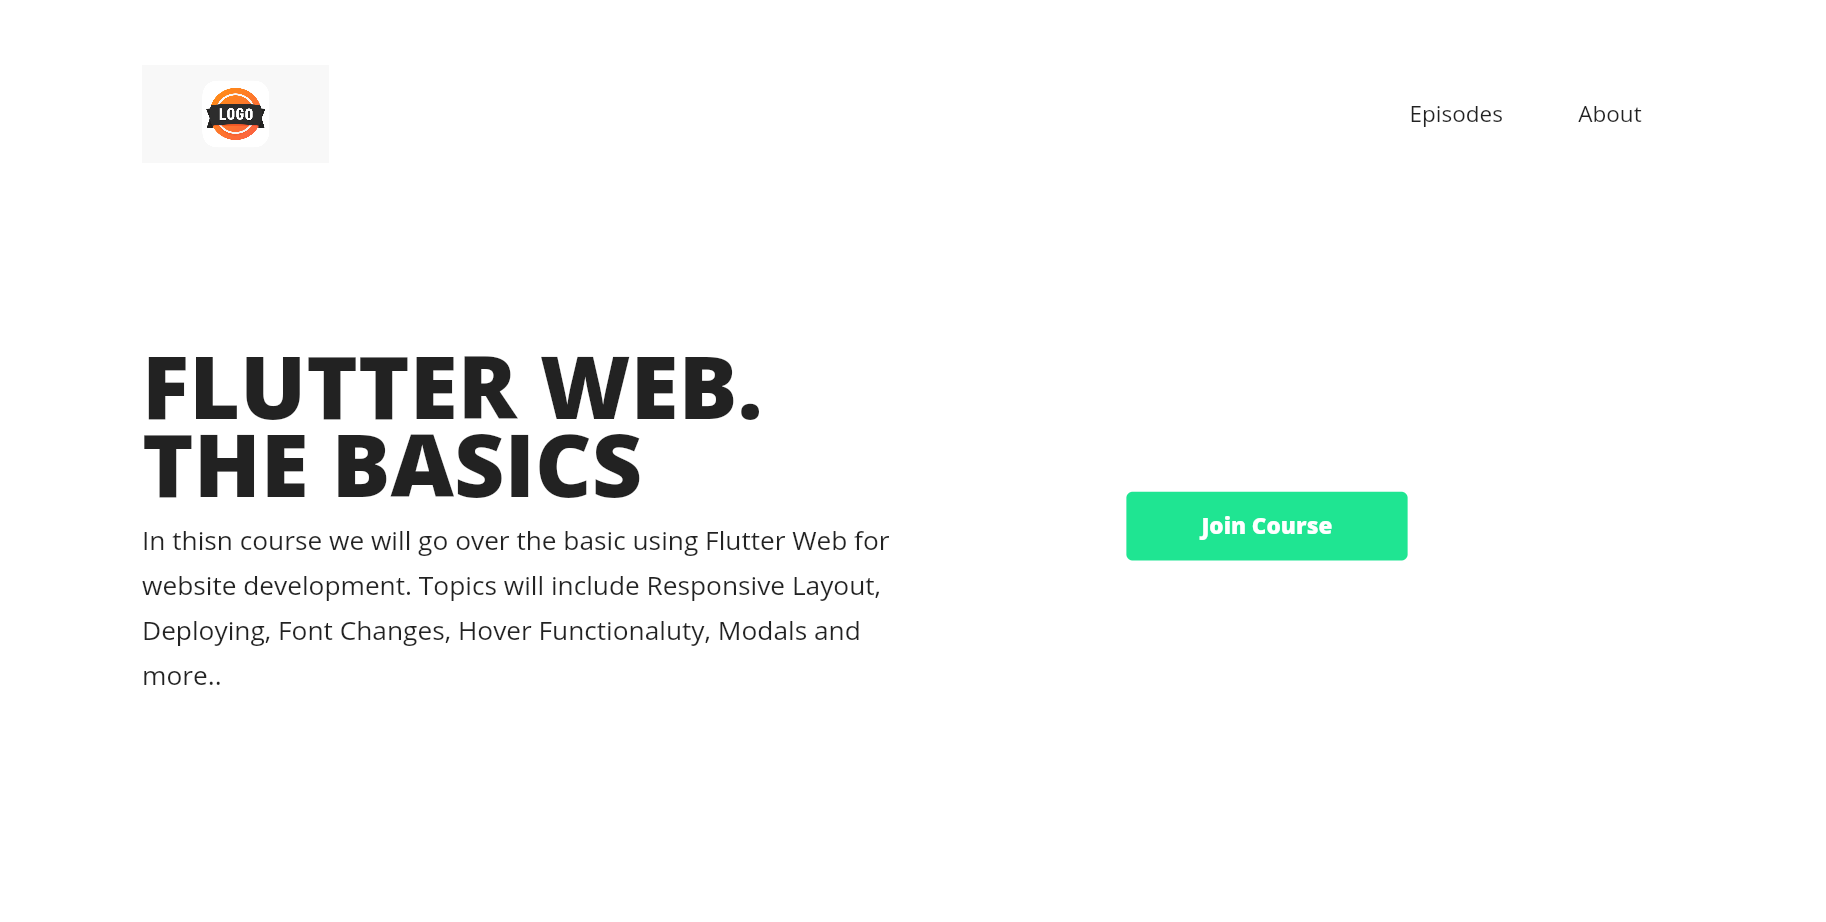 LOGO
Episodes
About
FLUTTER WEB.
THE BASICS
In thisn course we will go over the basic using Flutter Web for
website development. Topics will include Responsive Layout,
Deploying, Font Changes, Hover Functionaluty, Modals and
more..
Join Course